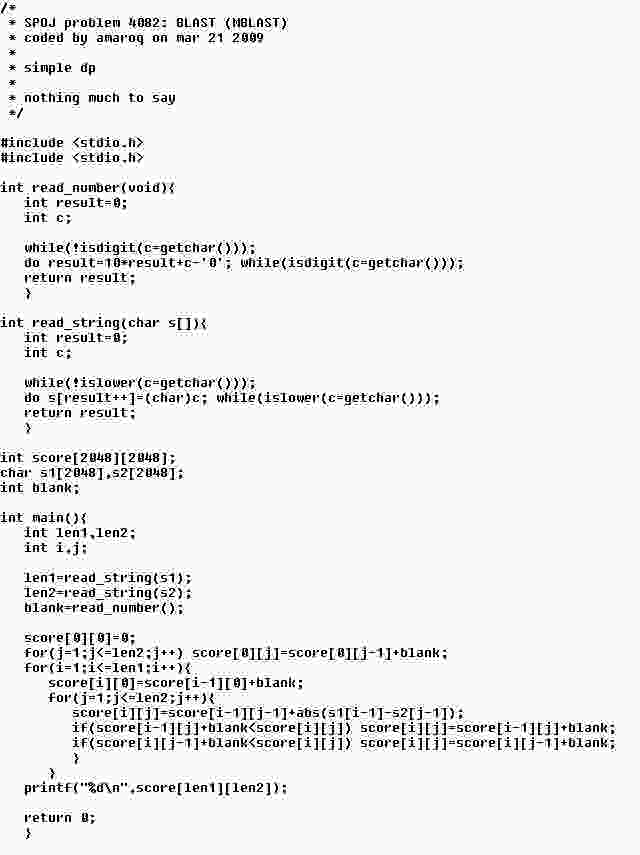 /*
 * SPOJ problem 4082: BLAST (MBLAST)
 * coded by amaroq on mar 21 2009
 *
 * simple dp
 *
 * nothing much to say
 */

#include <stdio.h>
#include <stdio.h>

int read_number(void){
   int result=0;
   int c;

   while(!isdigit(c=getchar()));
   do result=10*result+c-'0'; while(isdigit(c=getchar()));
   return result;
   }

int read_string(char s[]){
   int result=0;
   int c;

   while(!islower(c=getchar()));
   do s[result++]=(char)c; while(islower(c=getchar()));
   return result;
   }

int score[2048][2048];
char s1[2048],s2[2048];
int blank;

int main(){
   int len1,len2;
   int i,j;

   len1=read_string(s1);
   len2=read_string(s2);
   blank=read_number();

   score[0][0]=0;
   for(j=1;j<=len2;j++) score[0][j]=score[0][j-1]+blank;
   for(i=1;i<=len1;i++){
      score[i][0]=score[i-1][0]+blank;
      for(j=1;j<=len2;j++){
         score[i][j]=score[i-1][j-1]+abs(s1[i-1]-s2[j-1]);
         if(score[i-1][j]+blank<score[i][j]) score[i][j]=score[i-1][j]+blank;
         if(score[i][j-1]+blank<score[i][j]) score[i][j]=score[i][j-1]+blank;
         }
      }
   printf("%d\n",score[len1][len2]);

   return 0;
   }